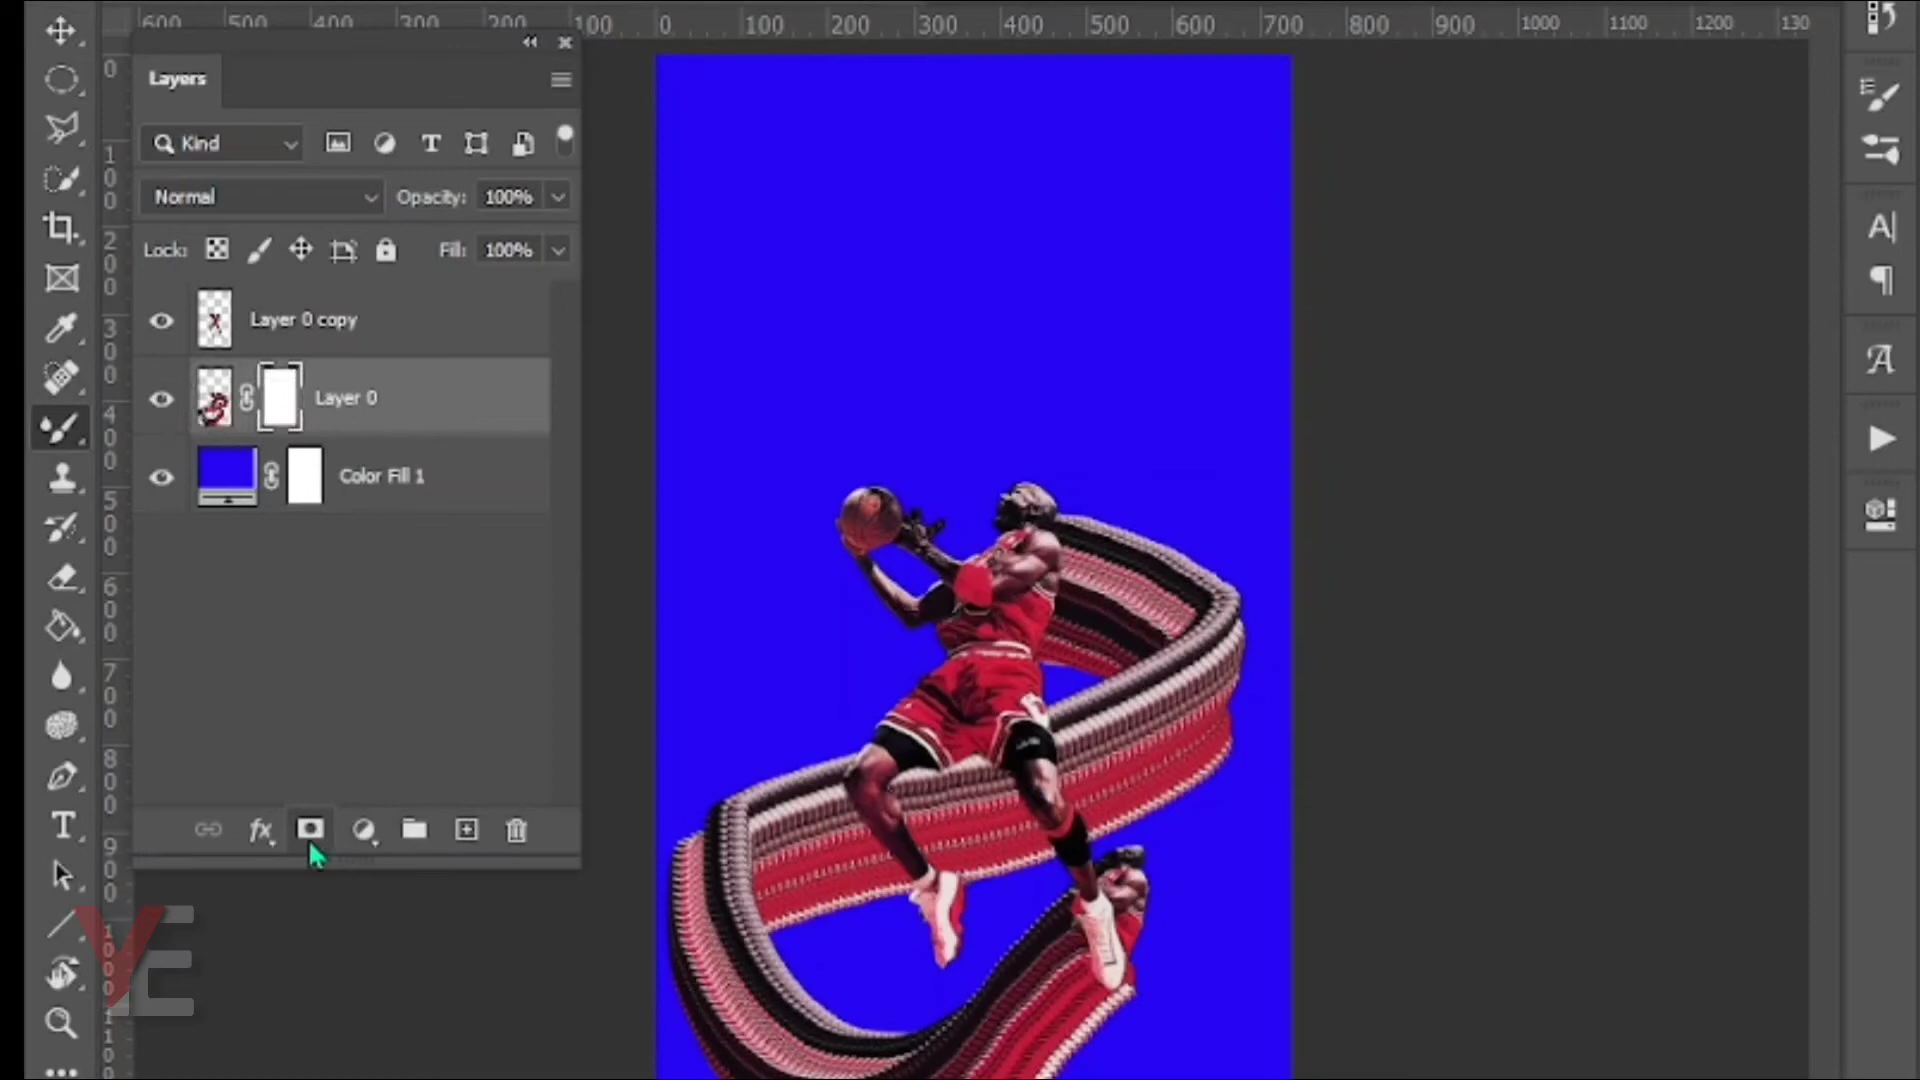 600 500 400 300 200 100 0 100 200 300 400 500 600 700 800 900 1000 1100 1200 130
Layers
Kind
Normal Opacity: 100%
Lock: Fill: 100%
Layer 0 copy
Layer 0
Color Fill 1
fx
0
100
200
300
400
500
600
700
800
900
1000
110
YE